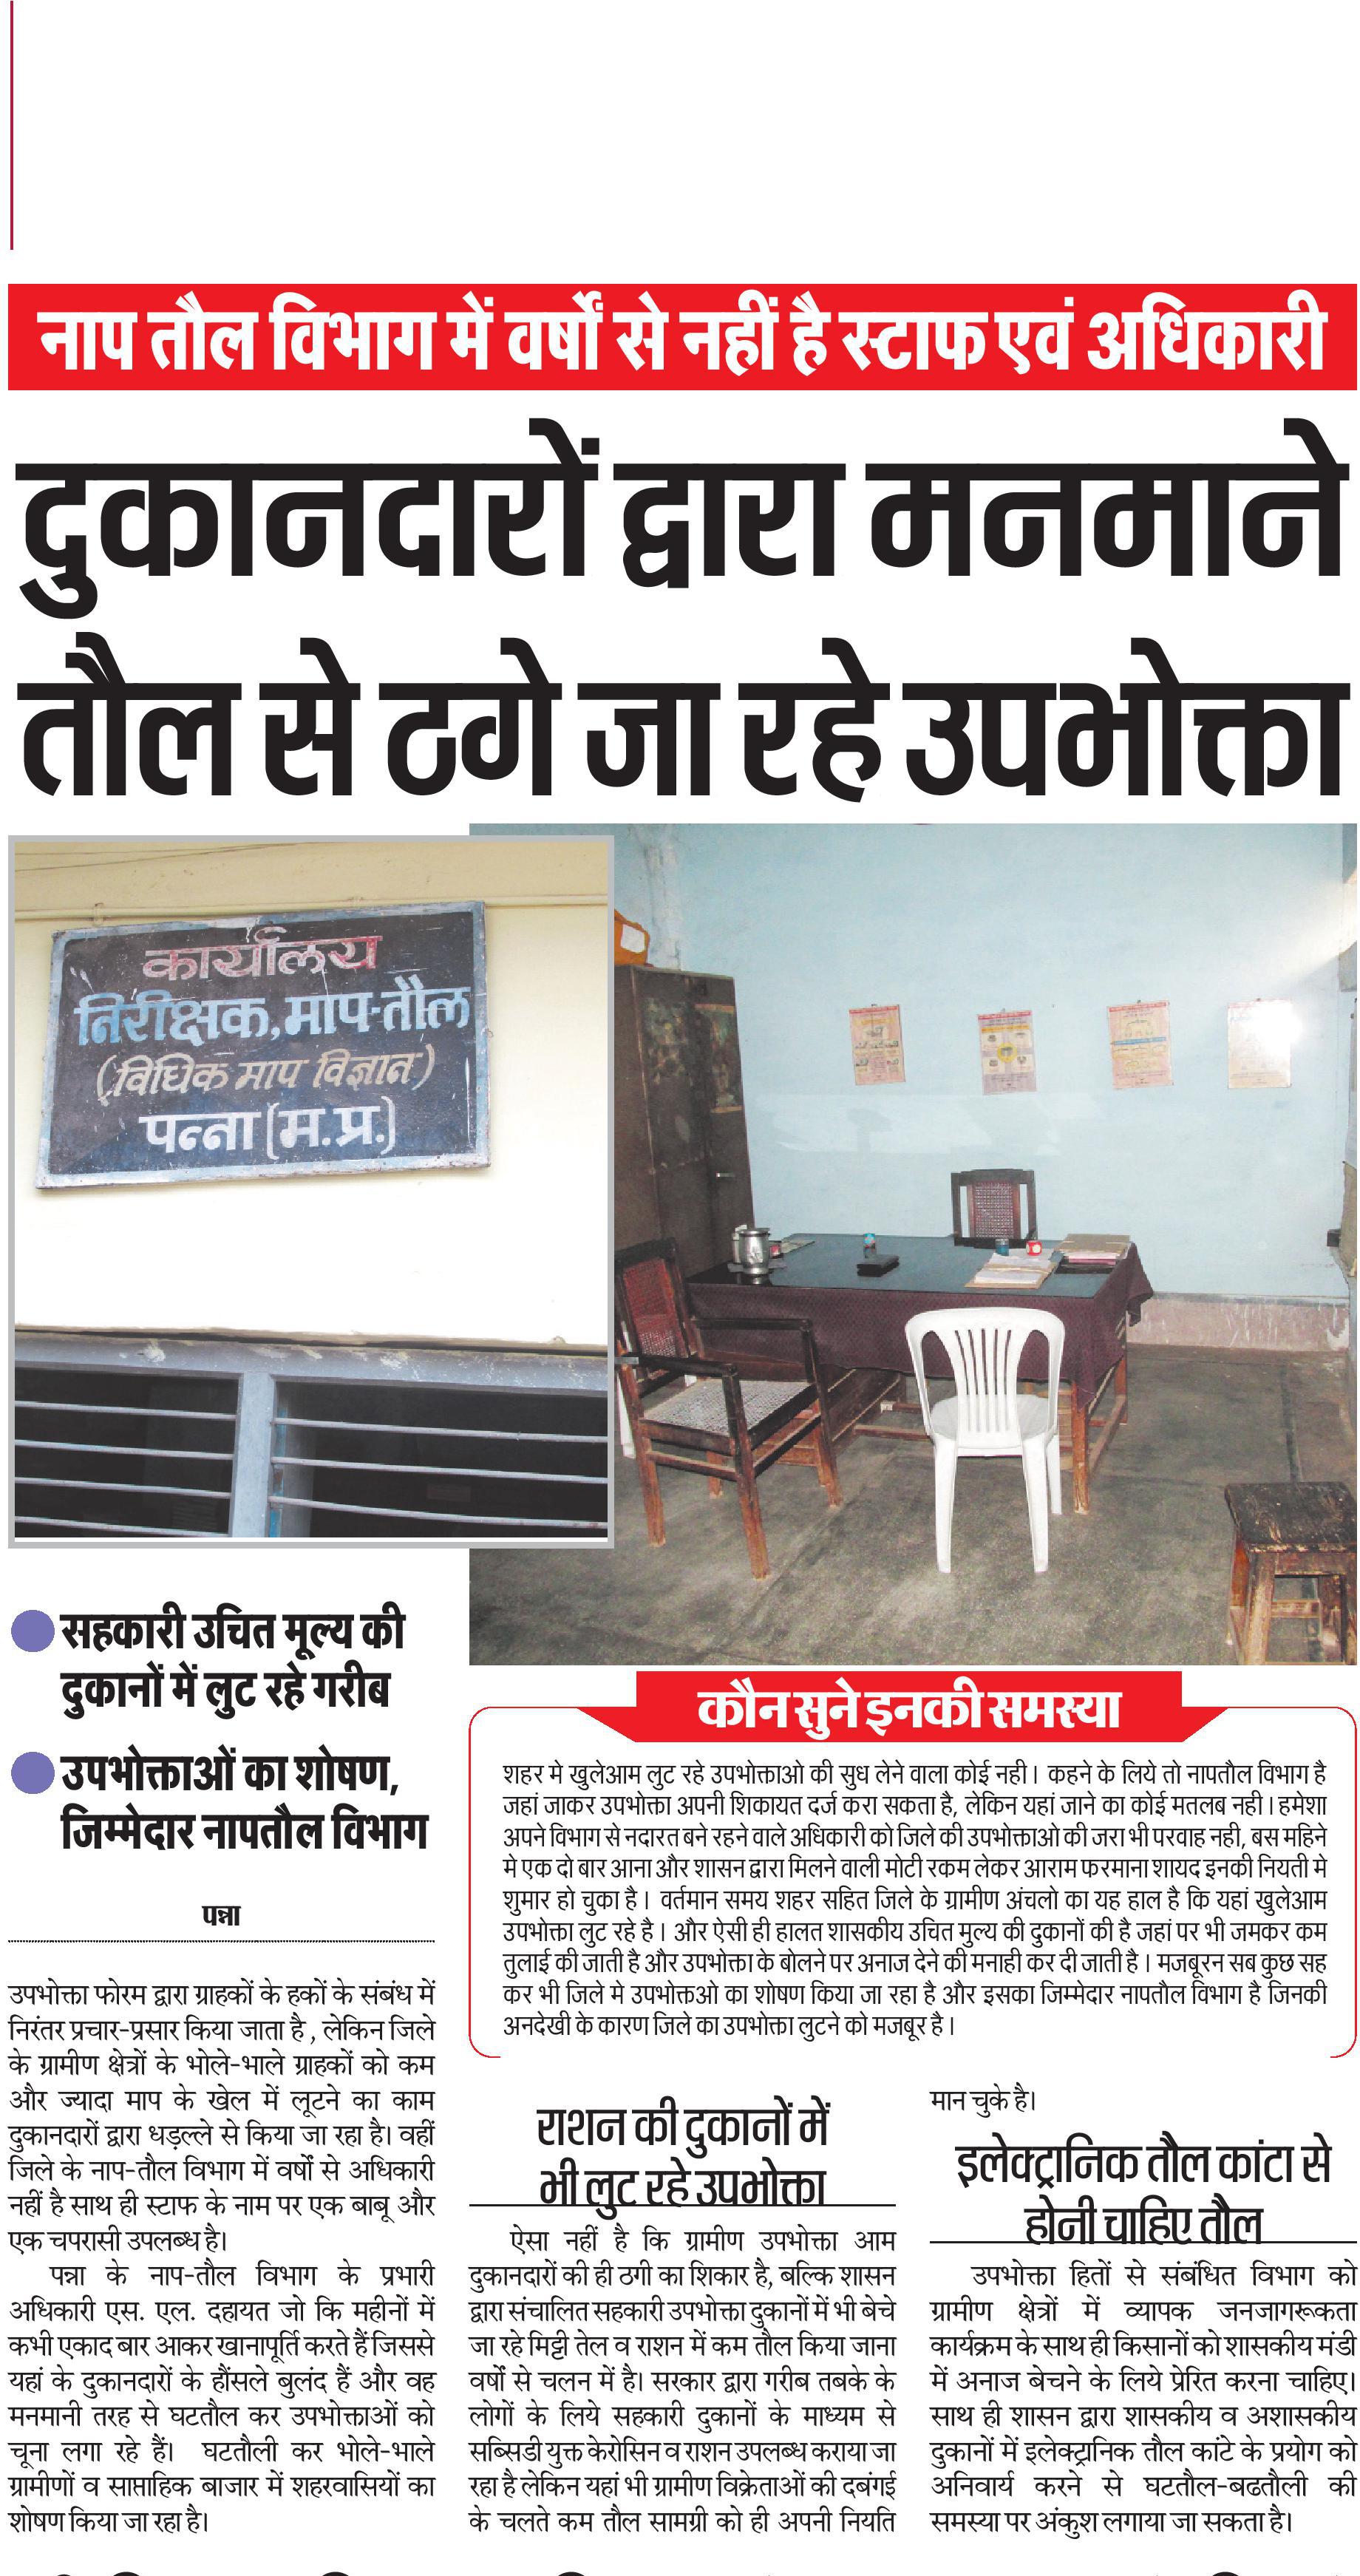 नाप तौल विभाग में वर्षों से नहीं है स्टाफ एवं अधिकारी
दुकानदारों द्वारा मनमाने
तौल से ठगे जा रहे उपभोक्ता
कार्यालय
निरीक्षक, माप-तौल
(विधिक माप विज्ञान)
पन्ना (म.प्र.)
सहकारी उचित मूल्य की
दुकानों में लुट रहे गरीब
उपभोक्ताओं का शोषण,
जिम्मेदार नापतौल विभाग
पन्ना
उपभोक्ता फोरम द्वारा ग्राहकों के हकों के संबंध में
निरंतर प्रचार-प्रसार किया जाता है , लेकिन जिले
के ग्रामीण क्षेत्रों के भोले-भाले ग्राहकों को कम
और ज्यादा माप के खेल में लूटने का काम
दुकानदारों द्वारा धड़ल्ले से किया जा रहा है। वहीं
जिले के नाप-तौल विभाग में वर्षों से अधिकारी
नहीं है साथ ही स्टाफ के नाम पर एक बाबू और
एक चपरासी उपलब्ध है।
पन्ना के नाप-तौल विभाग के प्रभारी
अधिकारी एस. एल. दहायत जो कि महीनों में
कभी एकाद बार आकर खानापूर्ति करते हैं जिससे
यहां के दुकानदारों के हौंसले बुलंद हैं और वह
मनमानी तरह से घटतौल कर उपभोक्ताओं को
चूना लगा रहे हैं। घटतौली कर भोले-भाले
ग्रामीणों व साप्ताहिक बाजार में शहरवासियों का
शोषण किया जा रहा है।
कौन सुने इनकी समस्या
शहर मे खुलेआम लुट रहे उपभोक्ताओ की सुध लेने वाला कोई नही। कहने के लिये तो नापतौल विभाग है
जहां जाकर उपभोक्ता अपनी शिकायत दर्ज करा सकता है, लेकिन यहां जाने का कोई मतलब नही। हमेशा
अपने विभाग से नदारत बने रहने वाले अधिकारी को जिले की उपभोक्ताओ की जरा भी परवाह नही, बस महिने
मे एक दो बार आना और शासन द्वारा मिलने वाली मोटी रकम लेकर आराम फरमाना शायद इनकी नियती मे
शुमार हो चुका है। वर्तमान समय शहर सहित जिले के ग्रामीण अंचलो का यह हाल है कि यहां खुलेआम
उपभोक्ता लुट रहे है। और ऐसी ही हालत शासकीय उचित मुल्य की दुकानों की है जहां पर भी जमकर कम
तुलाई की जाती है और उपभोक्ता के बोलने पर अनाज देने की मनाही कर दी जाती है। मजबूरन सब कुछ सह
कर भी जिले मे उपभोक्तओ का शोषण किया जा रहा है और इसका जिम्मेदार नापतौल विभाग है जिनकी
अनदेखी के कारण जिले का उपभोक्ता लुटने को मजबूर है।
राशन की दुकानों में
भी लुट रहे उपभोक्ता
ऐसा नहीं है कि ग्रामीण उपभोक्ता आम
दुकानदारों की ही ठगी का शिकार है, बल्कि शासन
द्वारा संचालित सहकारी उपभोक्ता दुकानों में भी बेचे
जा रहे मिट्टी तेल व राशन में कम तौल किया जाना
वर्षों से चलन में है। सरकार द्वारा गरीब तबके के
लोगों के लिये सहकारी दुकानों के माध्यम से
सब्सिडी युक्त केरोसिन व राशन उपलब्ध कराया जा
रहा है लेकिन यहां भी ग्रामीण विक्रेताओं की दबंगई
के चलते कम तौल सामग्री को ही अपनी नियति
मान चुके है।
इलेक्ट्रानिक तौल कांटा से
होनी चाहिए तौल
उपभोक्ता हितों से संबंधित विभाग को
ग्रामीण क्षेत्रों में व्यापक जनजागरूकता
कार्यक्रम के साथ ही किसानों को शासकीय मंडी
में अनाज बेचने के लिये प्रेरित करना चाहिए।
साथ ही शासन द्वारा शासकीय व अशासकीय
दुकानों में इलेक्ट्रानिक तौल कांटे के प्रयोग को
अनिवार्य करने से घटतौल-बढतौली की
समस्या पर अंकुश लगाया जा सकता है।